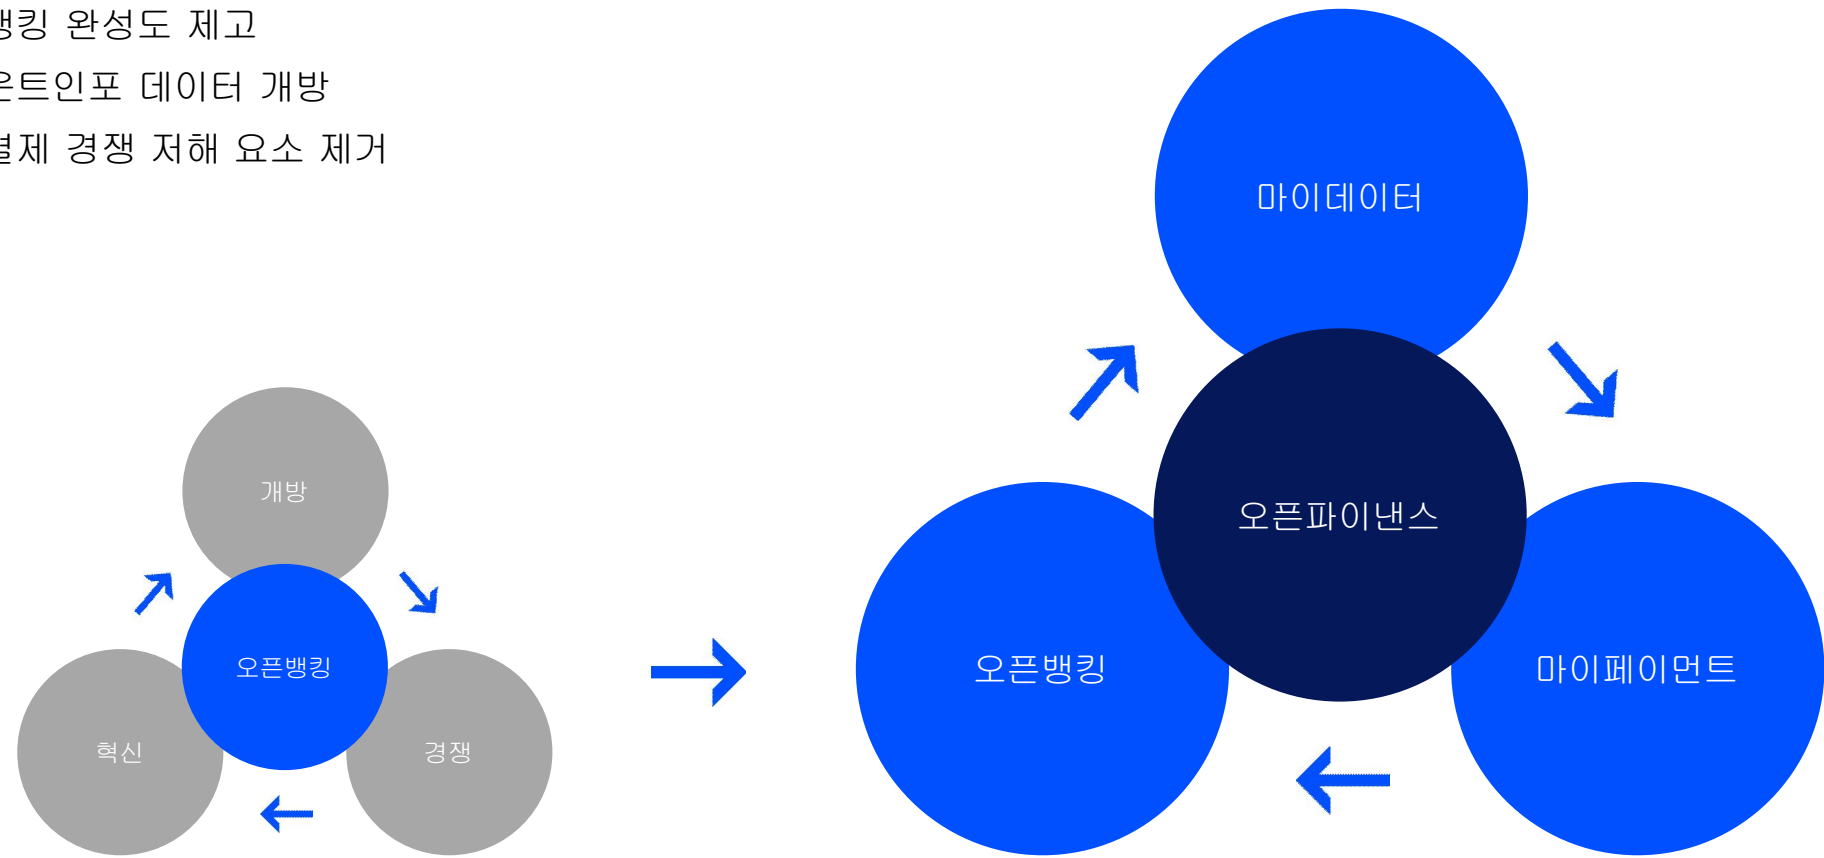 뱅킹 완성도 제고
운트인포 데이터 개방
결제 경쟁 저해 요소 제거
마이데이터
개방
오픈파이낸스
오픈뱅킹
오픈뱅킹
마이페이먼트
혁신
경쟁